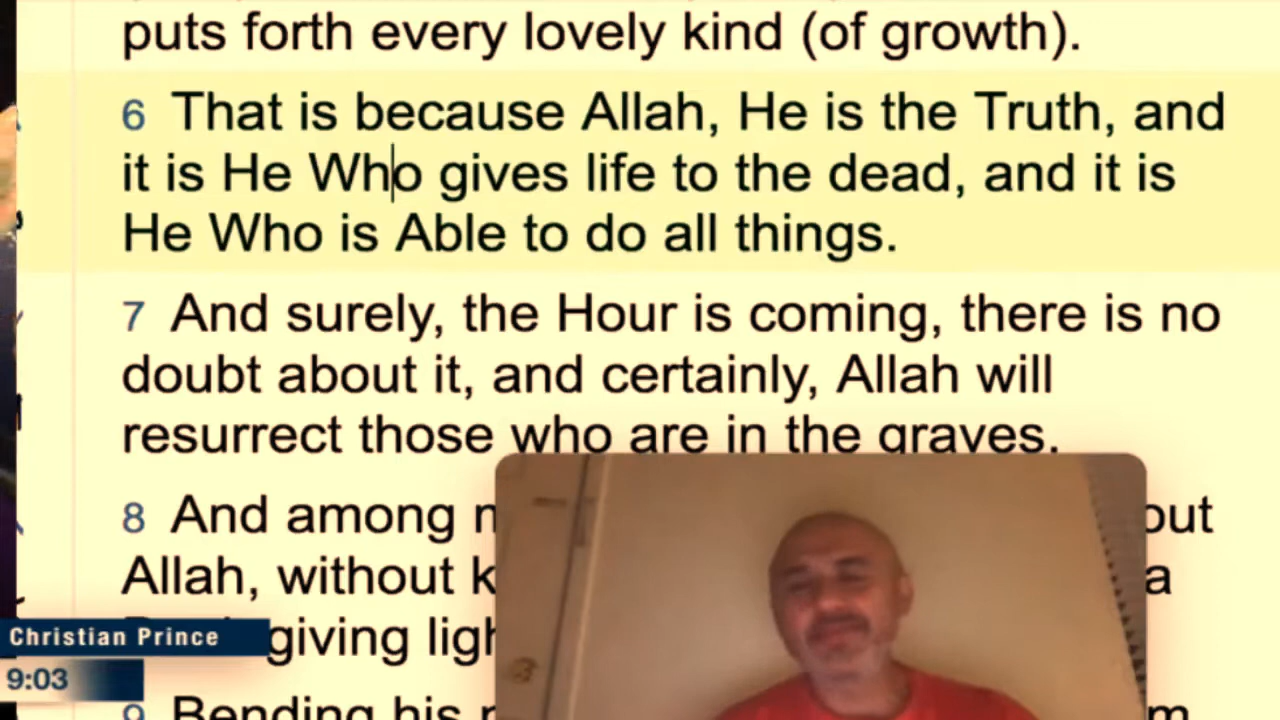 puts forth every lovely kind (of growth).
6 That is because Allah, He is the Truth, and
it is He Who gives life to the dead, and it is
He Who is Able to do all things.
7 And surely, the Hour is coming, there is no
doubt about it, and certainly, Allah will
resurrect those who are in the graves.
8 And among out
Allah, without a
giving
9 Bending his
Christian Prince
9:03